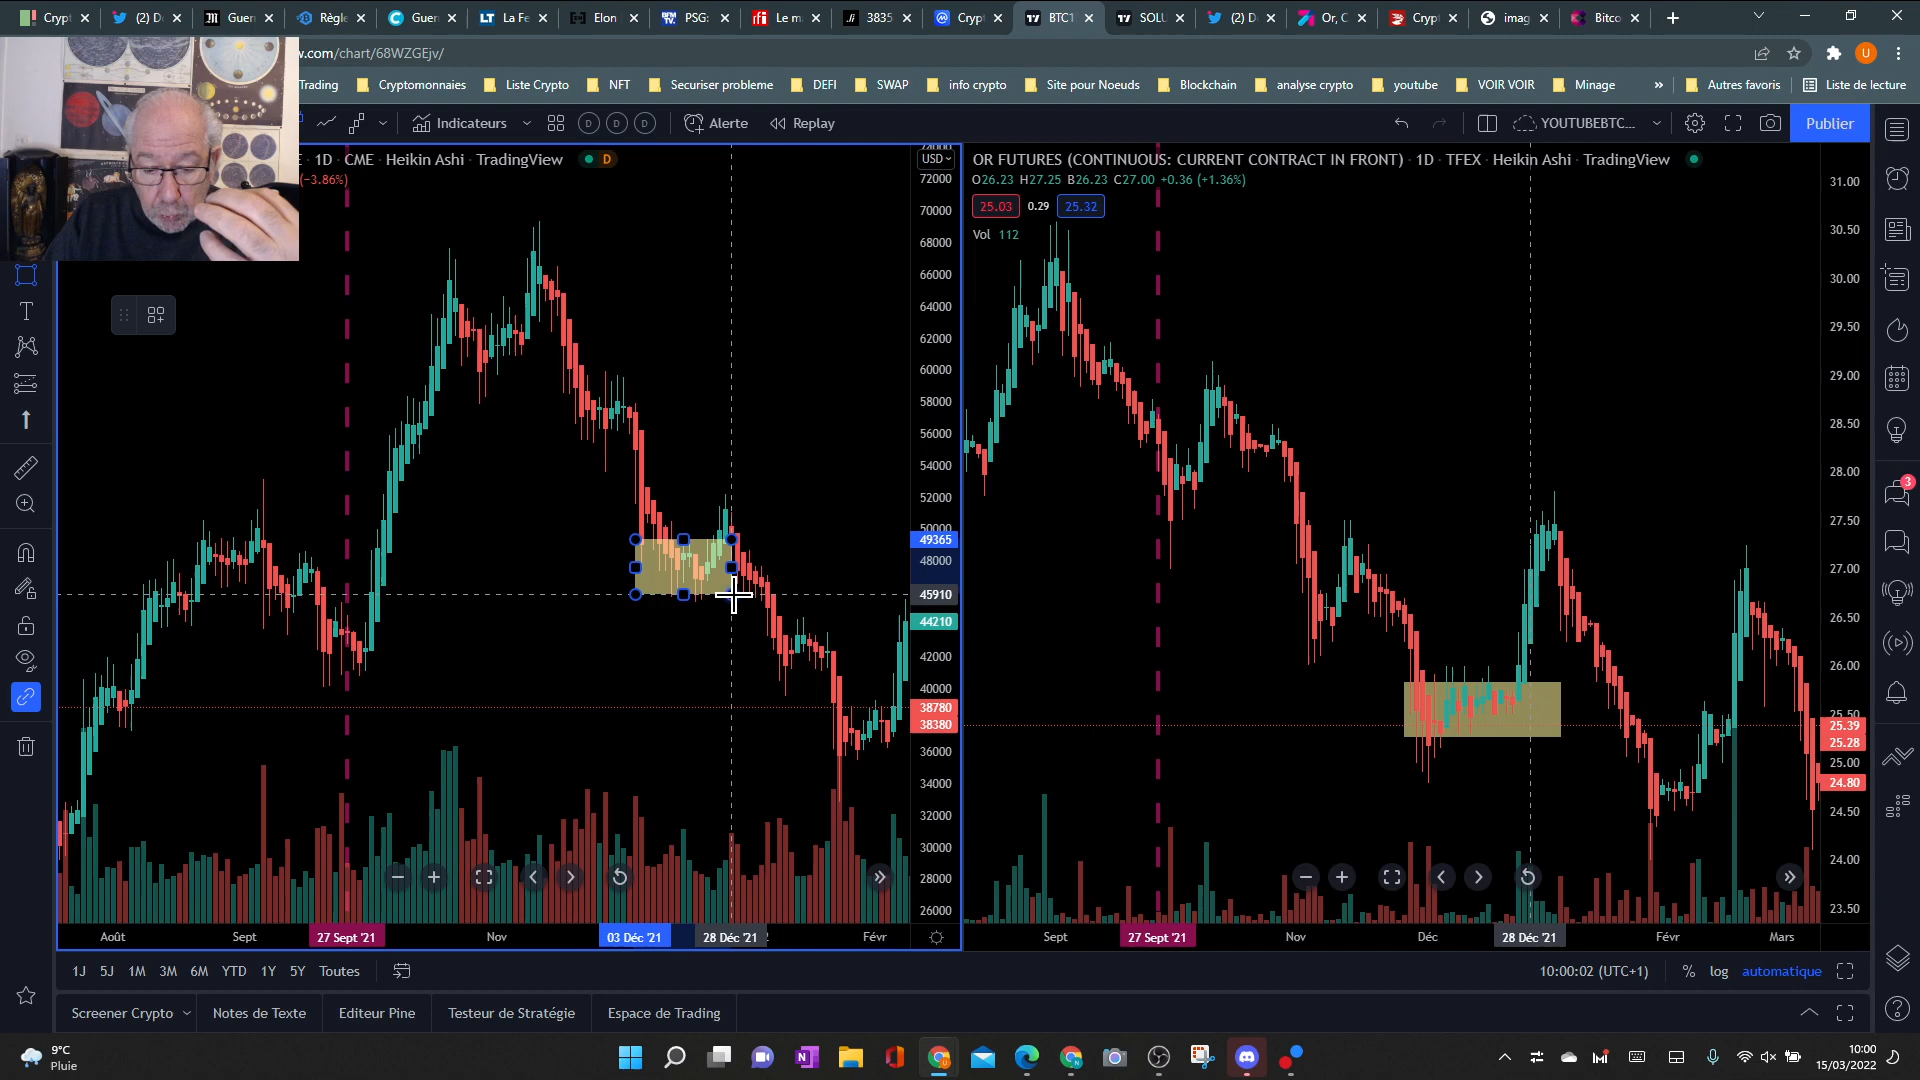 Crypt
(2) D
Guer
Règle
Guer
La Fe
Elon
PSG:
Le m
3835
Crypt
BTC1
SOLU
(2) D
Or, C
Crypt
imag
Bitco
w.com/chart/68WZGEjv/
Trading
Cryptomonnaies
Liste Crypto
NFT
Securiser probleme
DEFI
SWAP
info crypto
Site pour Noeuds
Blockchain
analyse crypto
youtube
VOIR VOIR
Minage
»
Autres favoris
Liste de lecture
Indicateurs
D D D
Alerte
Replay
YOUTUBEBTC...
Publier
E · 1D · CME · Heikin Ashi · TradingView
D
(−3.86%)
USD
72000
70000
68000
66000
64000
62000
60000
58000
56000
54000
52000
50000
49365
48000
45910
44210
42000
40000
38780
38380
36000
34000
32000
30000
28000
26000
Août
Sept
27 Sept '21
Nov
03 Déc '21
28 Déc '21
Févr
OR FUTURES (CONTINUOUS: CURRENT CONTRACT IN FRONT) · 1D · TFEX · Heikin Ashi · TradingView
O26.23 H27.25 B26.23 C27.00 +0.36 (+1.36%)
25.03 0.29 25.32
Vol 112
31.00
30.50
30.00
29.50
29.00
28.50
28.00
27.50
27.00
26.50
26.00
25.50
25.39
25.28
25.00
24.80
24.50
24.00
23.50
Sept
27 Sept '21
Nov
Déc
28 Déc '21
Févr
Mars
3
1J 5J 1M 3M 6M YTD 1Y 5Y Toutes
10:00:02 (UTC+1)
% log automatique
Screener Crypto
Notes de Texte
Editeur Pine
Testeur de Stratégie
Espace de Trading
9°C
Pluie
10:00
15/03/2022